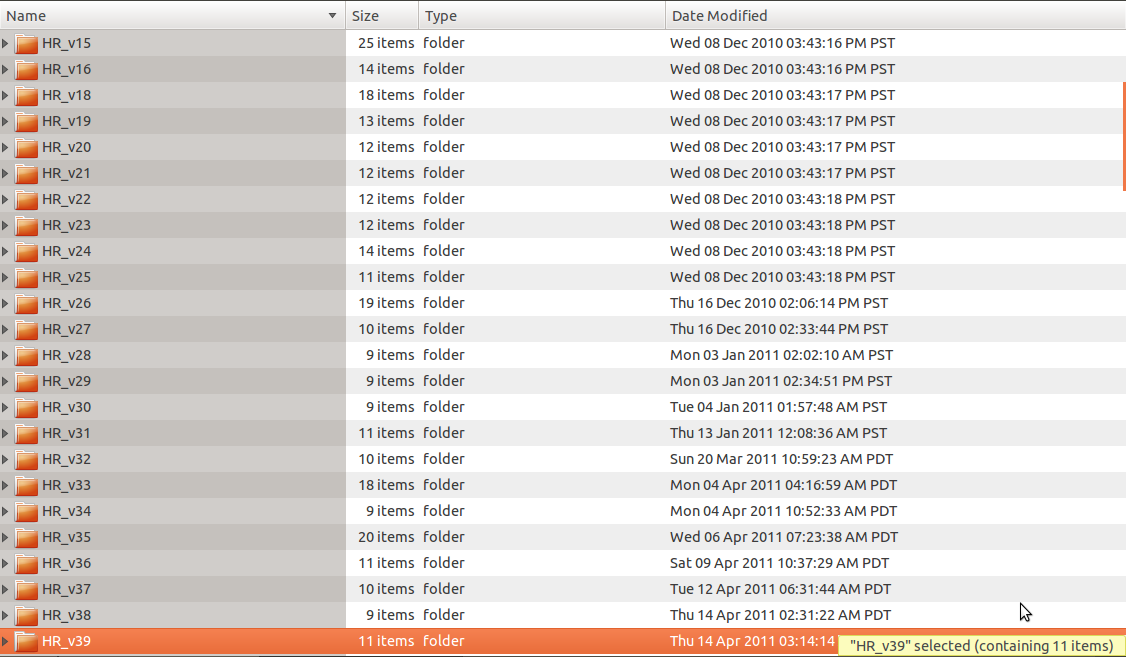 Name Size Type Date Modified
HR_v15 25 items folder Wed 08 Dec 2010 03:43:16 PM PST
HR_v16 14 items folder Wed 08 Dec 2010 03:43:16 PM PST
HR_v18 18 items folder Wed 08 Dec 2010 03:43:17 PM PST
HR_v19 13 items folder Wed 08 Dec 2010 03:43:17 PM PST
HR_v20 12 items folder Wed 08 Dec 2010 03:43:17 PM PST
HR_v21 12 items folder Wed 08 Dec 2010 03:43:17 PM PST
HR_v22 12 items folder Wed 08 Dec 2010 03:43:18 PM PST
HR_v23 12 items folder Wed 08 Dec 2010 03:43:18 PM PST
HR_v24 14 items folder Wed 08 Dec 2010 03:43:18 PM PST
HR_v25 11 items folder Wed 08 Dec 2010 03:43:18 PM PST
HR_v26 19 items folder Thu 16 Dec 2010 02:06:14 PM PST
HR_v27 10 items folder Thu 16 Dec 2010 02:33:44 PM PST
HR_v28 9 items folder Mon 03 Jan 2011 02:02:10 AM PST
HR_v29 9 items folder Mon 03 Jan 2011 02:34:51 PM PST
HR_v30 9 items folder Tue 04 Jan 2011 01:57:48 AM PST
HR_v31 11 items folder Thu 13 Jan 2011 12:08:36 AM PST
HR_v32 10 items folder Sun 20 Mar 2011 10:59:23 AM PDT
HR_v33 18 items folder Mon 04 Apr 2011 04:16:59 AM PDT
HR_v34 9 items folder Mon 04 Apr 2011 10:52:33 AM PDT
HR_v35 20 items folder Wed 06 Apr 2011 07:23:38 AM PDT
HR_v36 11 items folder Sat 09 Apr 2011 10:37:29 AM PDT
HR_v37 10 items folder Tue 12 Apr 2011 06:31:44 AM PDT
HR_v38 9 items folder Thu 14 Apr 2011 02:31:22 AM PDT
HR_v39 11 items folder Thu 14 Apr 2011 03:14:14
"HR_v39" selected (containing 11 items)